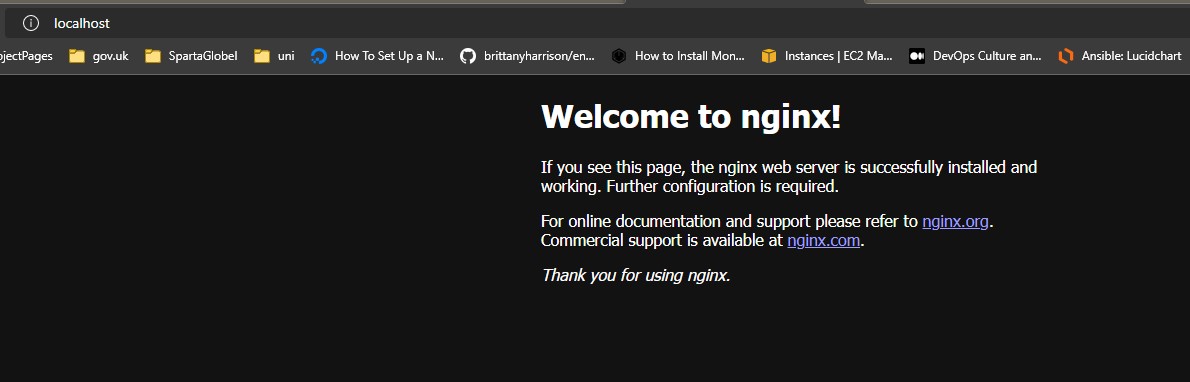 localhost
ojectPages gov.uk SpartaGlobel uni How To Set Up a N... brittanyharrison/en... How to Install Mon... Instances | EC2 Ma... DevOps Culture an... Ansible: Lucidchart
Welcome to nginx!
If you see this page, the nginx web server is successfully installed and
working. Further configuration is required.
For online documentation and support please refer to nginx.org.
Commercial support is available at nginx.com.
Thank you for using nginx.